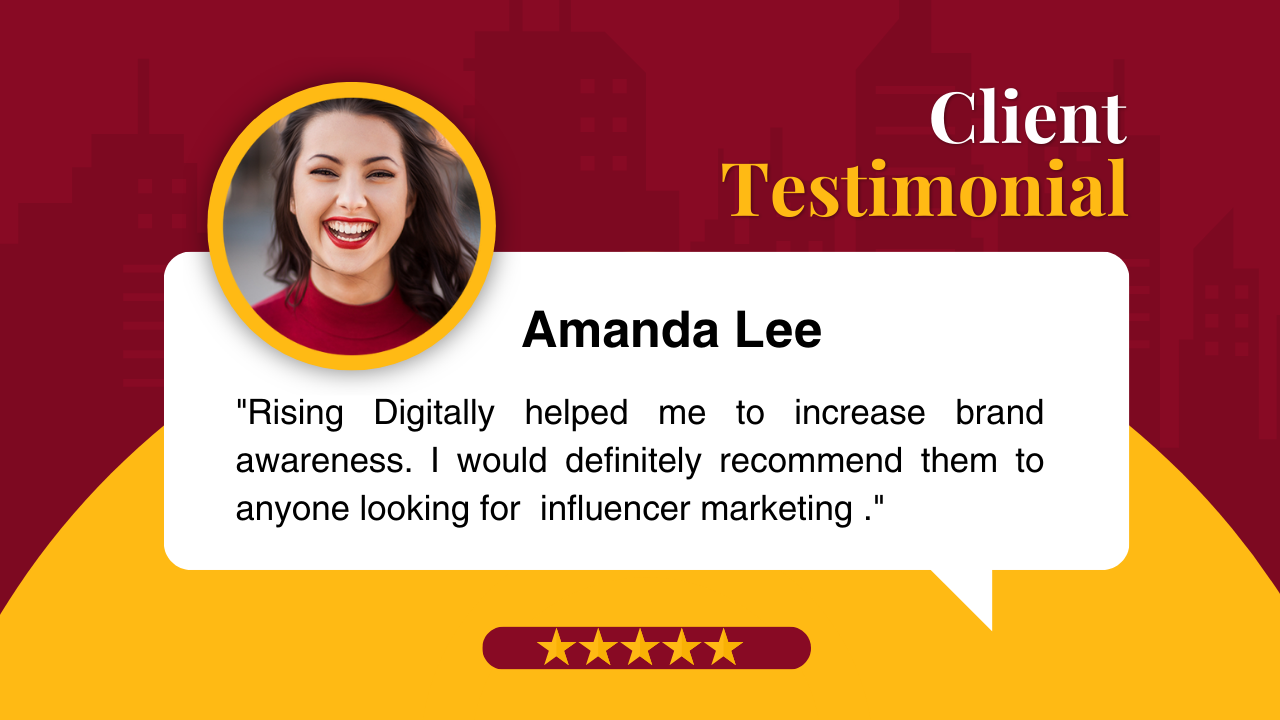 Client
Testimonial
Amanda Lee
"Rising Digitally helped me to increase brand
awareness. I would definitely recommend them to
anyone looking for  influencer marketing ."